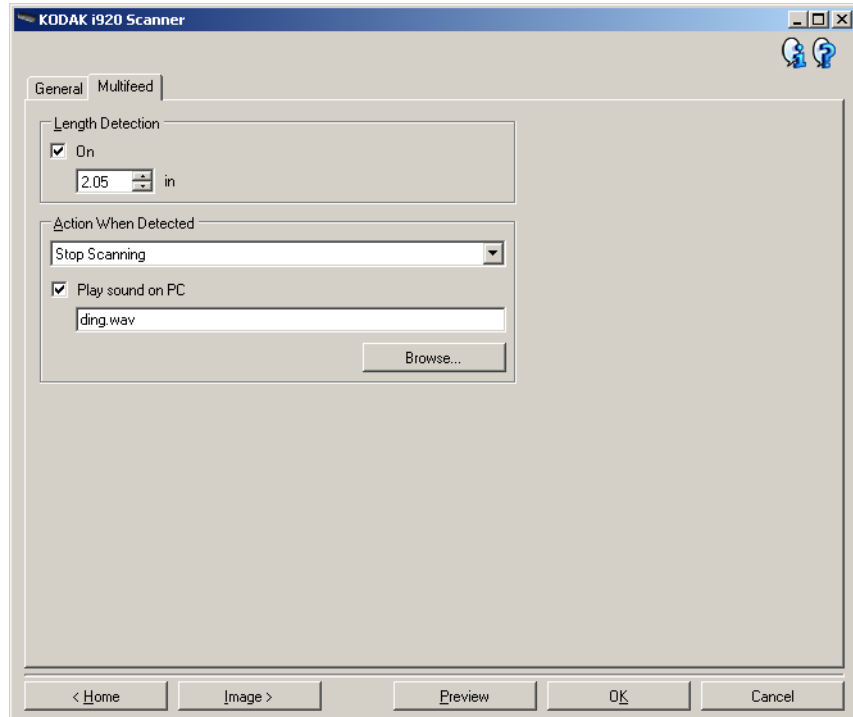 KODAK i920 Scanner
General Multifeed
Length Detection
On
2.05 in
Action When Detected
Stop Scanning
Play sound on PC
ding.wav
Browse...
< Home Image > Preview OK Cancel